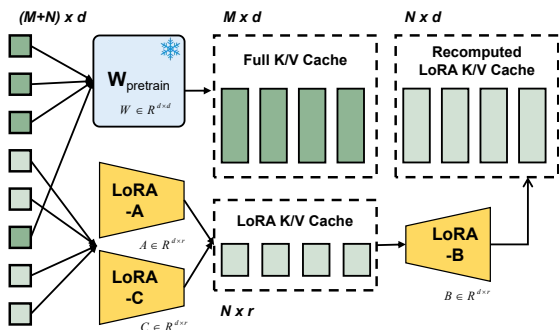 (M+N) x d
M x d
N x d
W_pretrain
W ∈ R^{d×d}
Full K/V Cache
Recomputed
LoRA K/V Cache
LoRA
-A
A ∈ R^{d×r}
LoRA
-C
C ∈ R^{d×r}
LoRA K/V Cache
N x r
LoRA
-B
B ∈ R^{d×r}